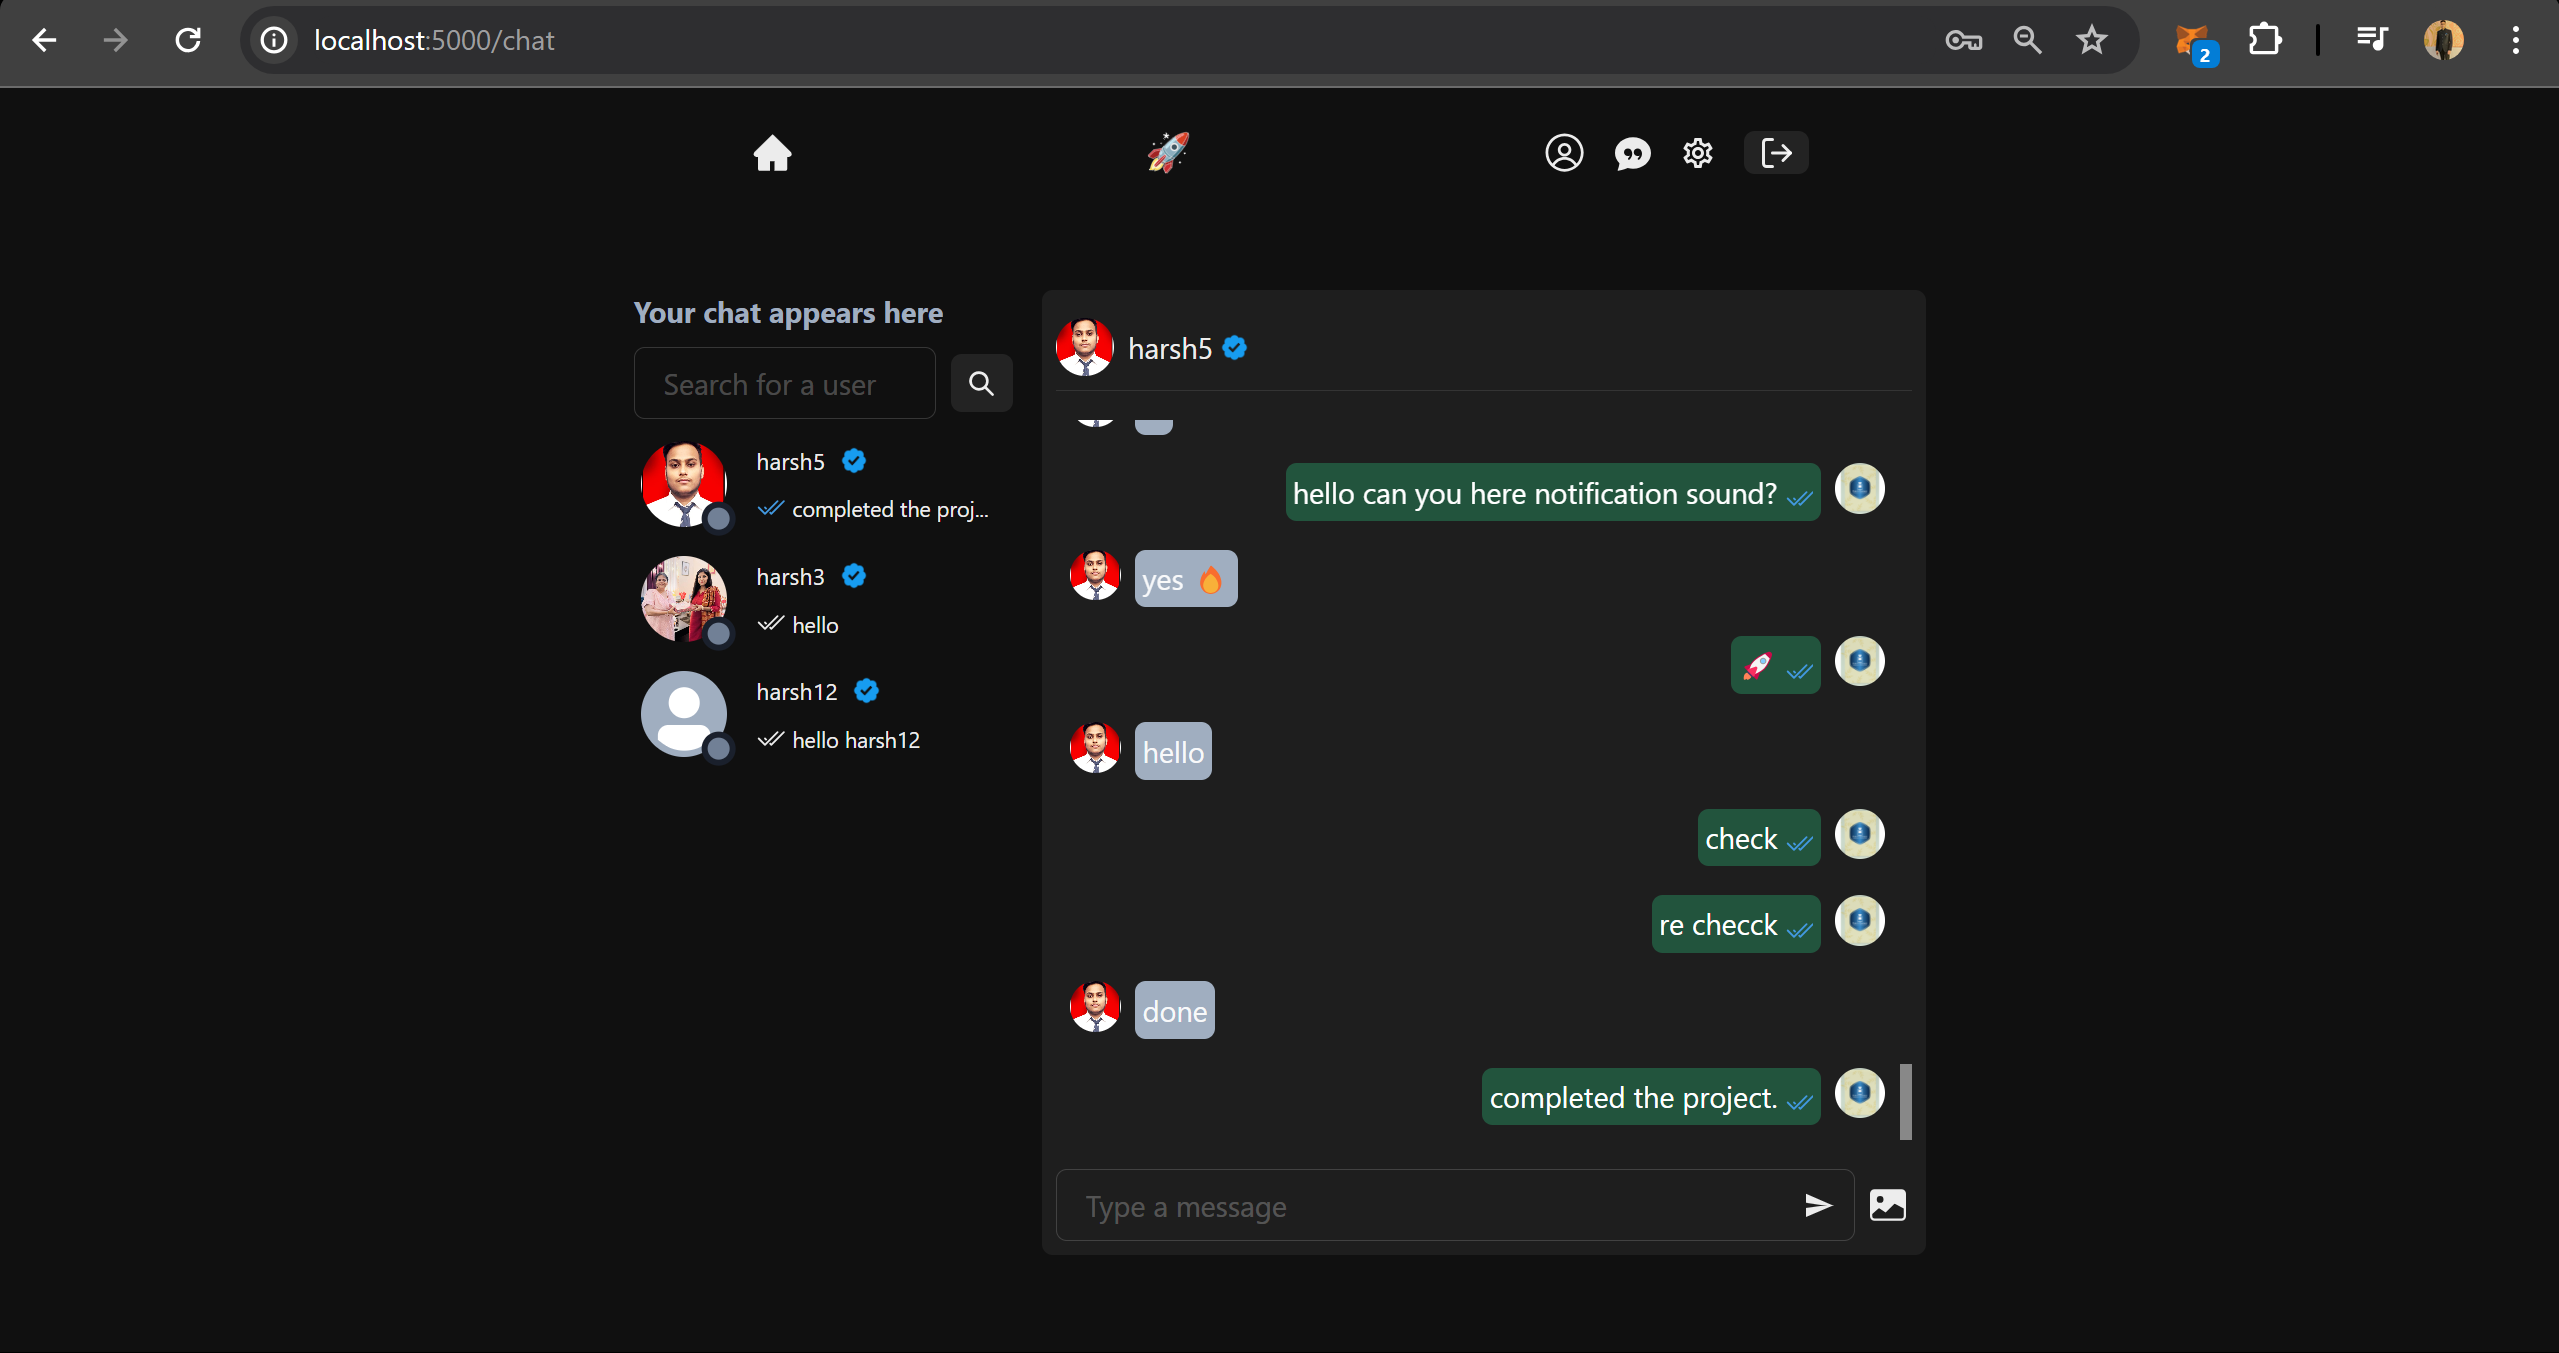 localhost:5000/chat
2
Your chat appears here
Search for a user
harsh5
completed the proj...
harsh3
hello
harsh12
hello harsh12
harsh5
hello can you here notification sound?
yes 🔥
🚀
hello
check
re checck
done
completed the project.
Type a message